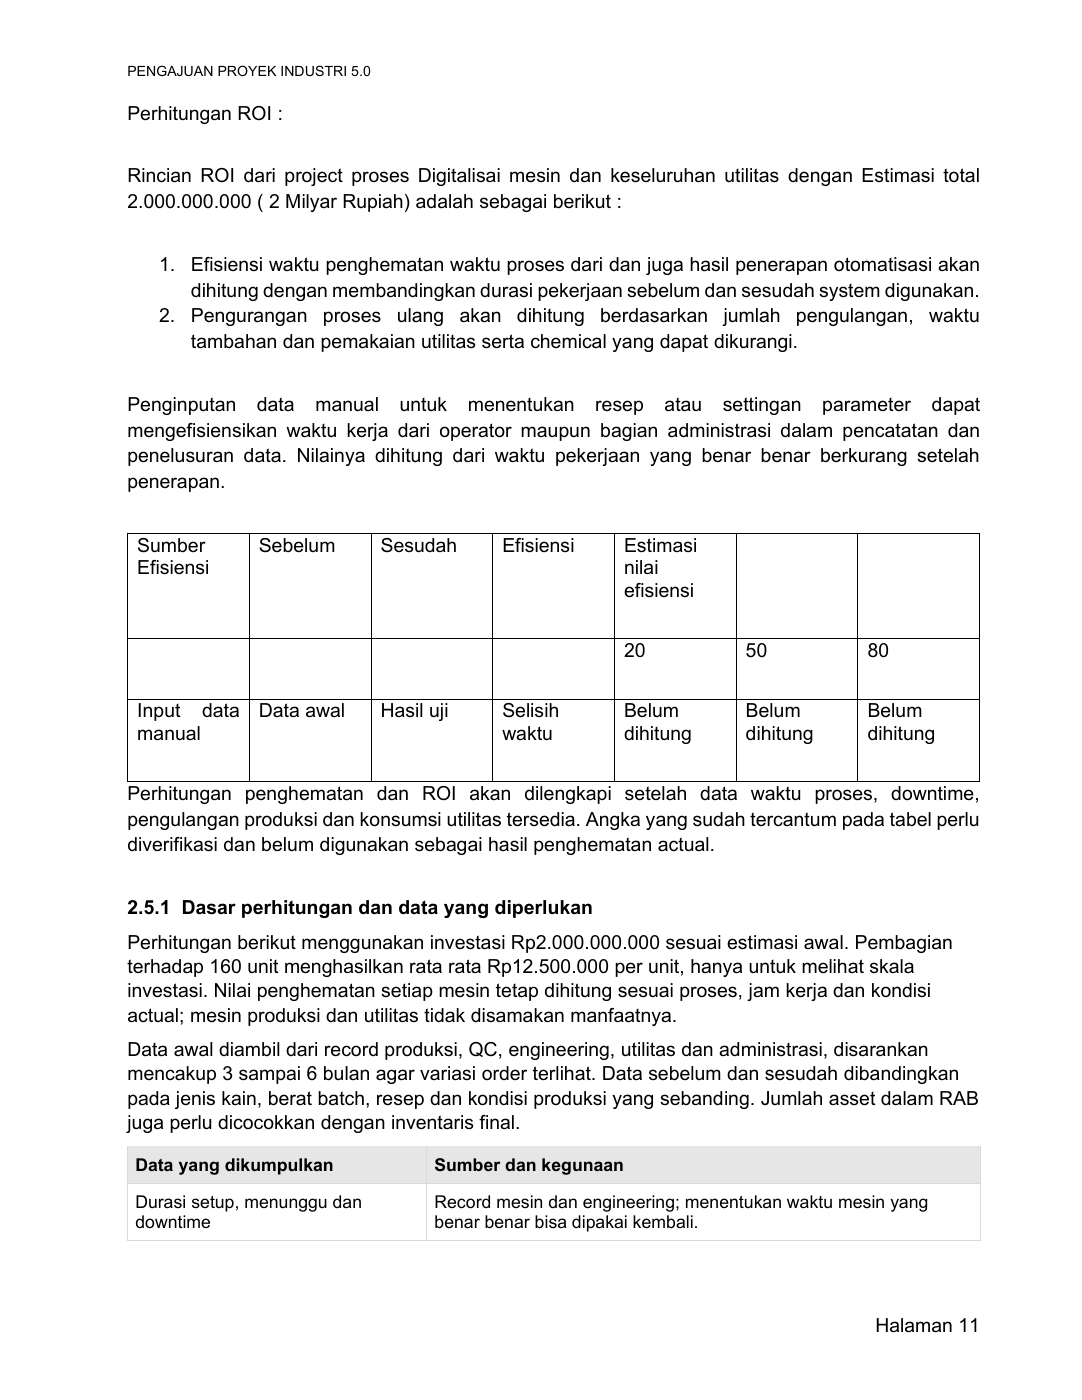 PENGAJUAN PROYEK INDUSTRI 5.0
Perhitungan ROI :
Rincian ROI dari project proses Digitalisai mesin dan keseluruhan utilitas dengan Estimasi total
2.000.000.000 ( 2 Milyar Rupiah) adalah sebagai berikut :
1. Efisiensi waktu penghematan waktu proses dari dan juga hasil penerapan otomatisasi akan
dihitung dengan membandingkan durasi pekerjaan sebelum dan sesudah system digunakan.
2. Pengurangan proses ulang akan dihitung berdasarkan jumlah pengulangan, waktu
tambahan dan pemakaian utilitas serta chemical yang dapat dikurangi.
Penginputan data manual untuk menentukan resep atau settingan parameter dapat
mengefisiensikan waktu kerja dari operator maupun bagian administrasi dalam pencatatan dan
penelusuran data. Nilainya dihitung dari waktu pekerjaan yang benar benar berkurang setelah
penerapan.
Sumber Sebelum Sesudah Efisiensi Estimasi
Efisiensi nilai
efisiensi
20 50 80
Input data Data awal Hasil uji Selisih Belum Belum Belum
manual waktu dihitung dihitung dihitung
Perhitungan penghematan dan ROI akan dilengkapi setelah data waktu proses, downtime,
pengulangan produksi dan konsumsi utilitas tersedia. Angka yang sudah tercantum pada tabel perlu
diverifikasi dan belum digunakan sebagai hasil penghematan actual.
2.5.1 Dasar perhitungan dan data yang diperlukan
Perhitungan berikut menggunakan investasi Rp2.000.000.000 sesuai estimasi awal. Pembagian
terhadap 160 unit menghasilkan rata rata Rp12.500.000 per unit, hanya untuk melihat skala
investasi. Nilai penghematan setiap mesin tetap dihitung sesuai proses, jam kerja dan kondisi
actual; mesin produksi dan utilitas tidak disamakan manfaatnya.
Data awal diambil dari record produksi, QC, engineering, utilitas dan administrasi, disarankan
mencakup 3 sampai 6 bulan agar variasi order terlihat. Data sebelum dan sesudah dibandingkan
pada jenis kain, berat batch, resep dan kondisi produksi yang sebanding. Jumlah asset dalam RAB
juga perlu dicocokkan dengan inventaris final.
Data yang dikumpulkan Sumber dan kegunaan
Durasi setup, menunggu dan Record mesin dan engineering; menentukan waktu mesin yang
downtime benar benar bisa dipakai kembali.
Halaman 11